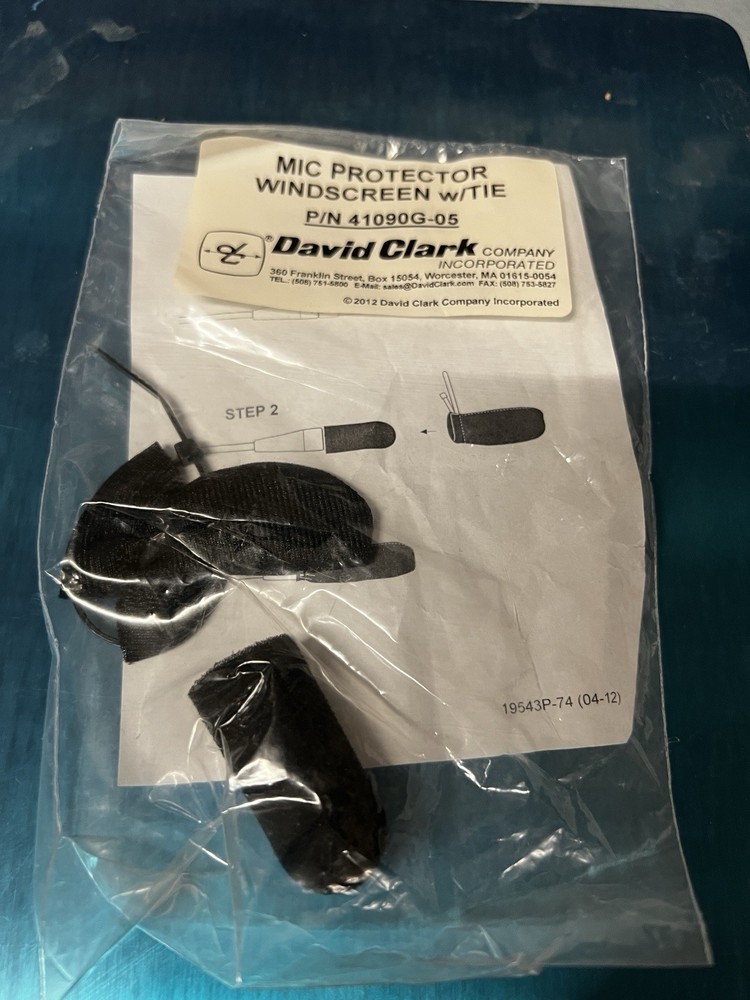 MIC PROTECTOR
WINDSCREEN w/TIE
P/N 41090G-05
® David Clark COMPANY
INCORPORATED
360 Franklin Street, Box 15054, Worcester, MA 01615-0054
TEL.: (508) 751-5800 E-Mail: sales@DavidClark.com FAX: (508) 753-5827
©2012 David Clark Company Incorporated
STEP 2
19543P-74 (04-12)